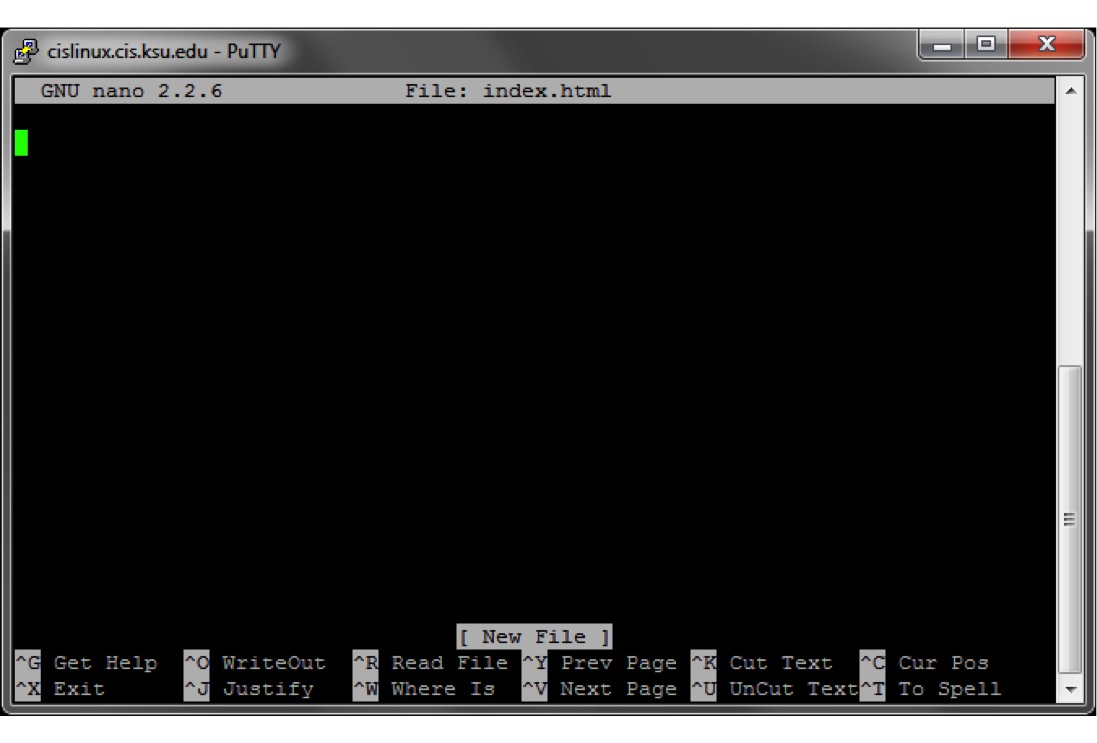 cislinux.cis.ksu.edu - PuTTY
GNU nano 2.2.6 File: index.html
[ New File ]
^G Get Help ^O WriteOut ^R Read File ^Y Prev Page ^K Cut Text ^C Cur Pos
^X Exit ^J Justify ^W Where Is ^V Next Page ^U UnCut Text ^T To Spell